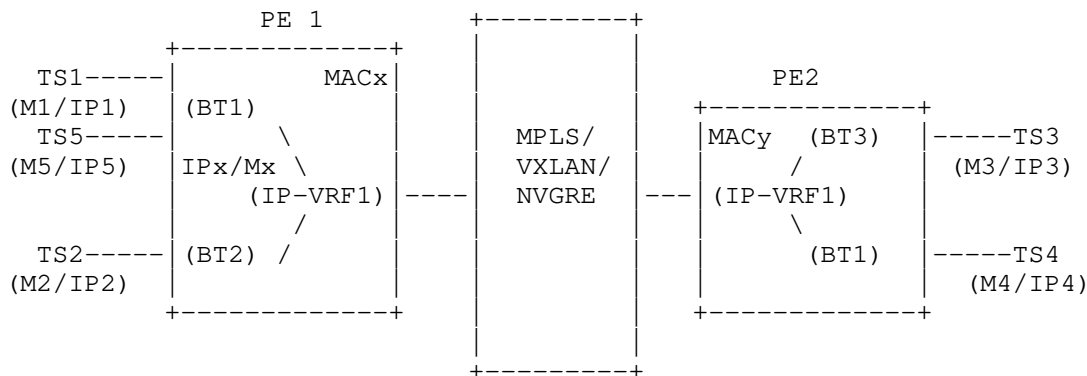 PE 1
MACx
TS1
PE2
(M1/IP1) (BT1)
TS5 MPLS/ MACy (BT3) TS3
(M5/IP5) IPx/Mx VXLAN/ (M3/IP3)
(IP-VRF1) NVGRE (IP-VRF1)
TS2 (BT2) (BT1) TS4
(M2/IP2) (M4/IP4)